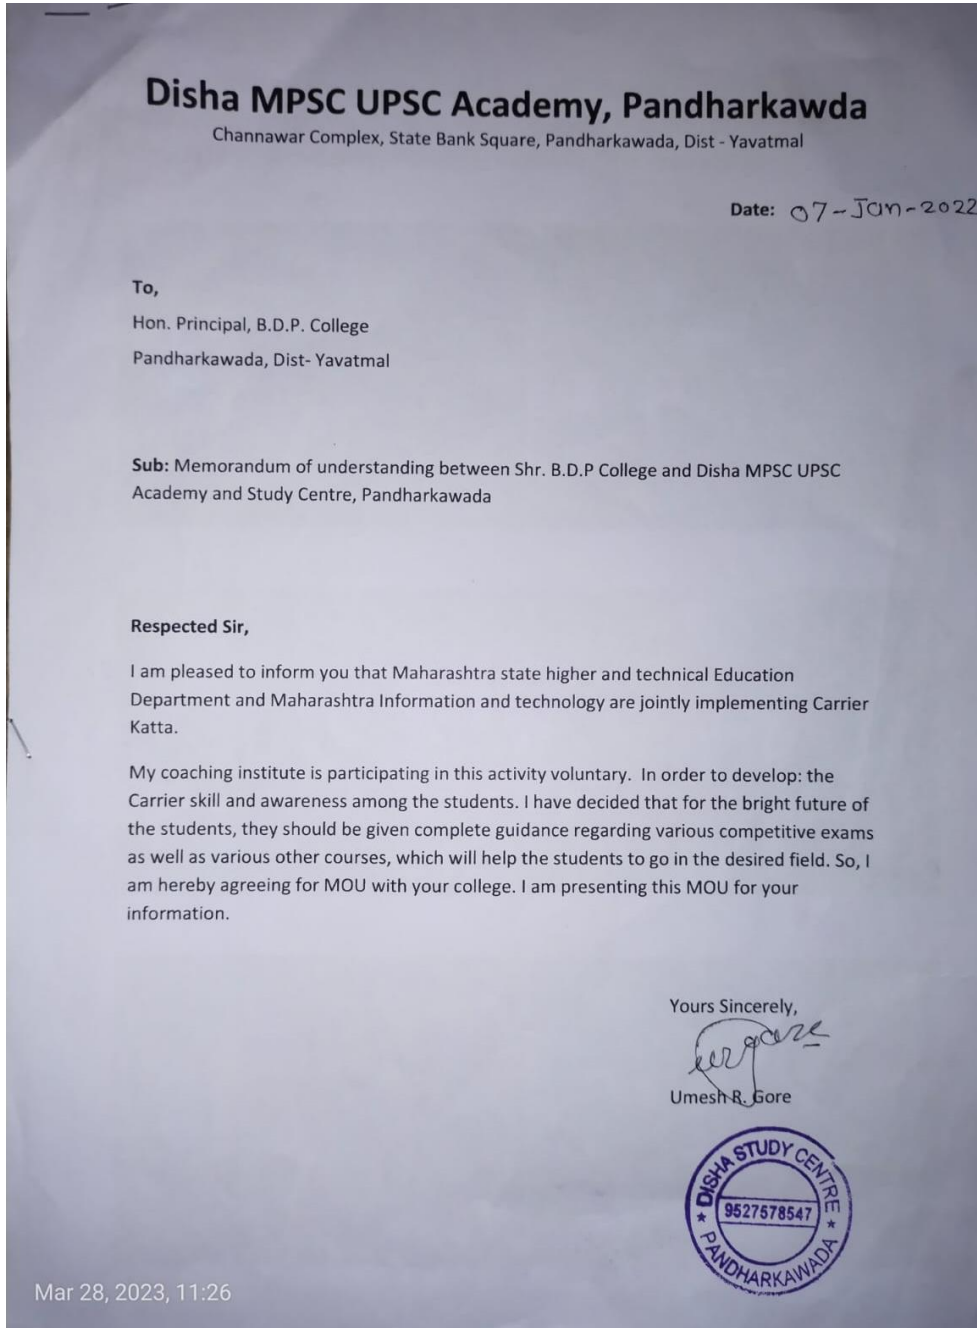 Disha MPSC UPSC Academy, Pandharkawda
Channawar Complex, State Bank Square, Pandharkawada, Dist - Yavatmal
Date: 07-Jan-2022
To,
Hon. Principal, B.D.P. College
Pandharkawada, Dist- Yavatmal
Sub: Memorandum of understanding between Shr. B.D.P College and Disha MPSC UPSC
Academy and Study Centre, Pandharkawada
Respected Sir,
I am pleased to inform you that Maharashtra state higher and technical Education
Department and Maharashtra Information and technology are jointly implementing Carrier
Katta.
My coaching institute is participating in this activity voluntary. In order to develop: the
Carrier skill and awareness among the students. I have decided that for the bright future of
the students, they should be given complete guidance regarding various competitive exams
as well as various other courses, which will help the students to go in the desired field. So, I
am hereby agreeing for MOU with your college. I am presenting this MOU for your
information.
Yours Sincerely,
Umesh R. Gore
DISHA STUDY CENTRE
9527578547
PANDHARKAWADA
Mar 28, 2023, 11:26